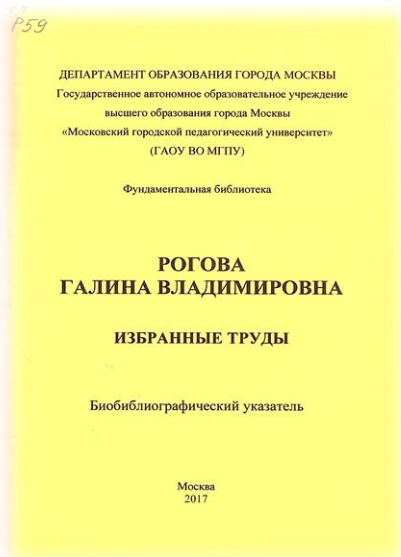 Р59
ДЕПАРТАМЕНТ ОБРАЗОВАНИЯ ГОРОДА МОСКВЫ
Государственное автономное образовательное учреждение
высшего образования города Москвы
«Московский городской педагогический университет»
(ГАОУ ВО МГПУ)
Фундаментальная библиотека
РОГОВА
ГАЛИНА ВЛАДИМИРОВНА
ИЗБРАННЫЕ ТРУДЫ
Биобиблиографический указатель
Москва
2017